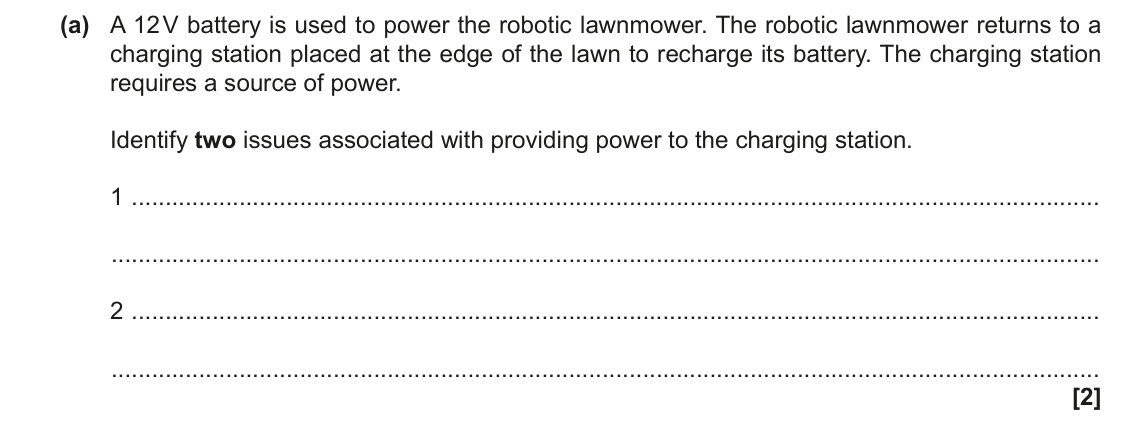 (a) A 12V battery is used to power the robotic lawnmower. The robotic lawnmower returns to a
charging station placed at the edge of the lawn to recharge its battery. The charging station
requires a source of power.
Identify two issues associated with providing power to the charging station.
1 ..............................................................................................................................
..............................................................................................................................
2 ..............................................................................................................................
..............................................................................................................................
[2]